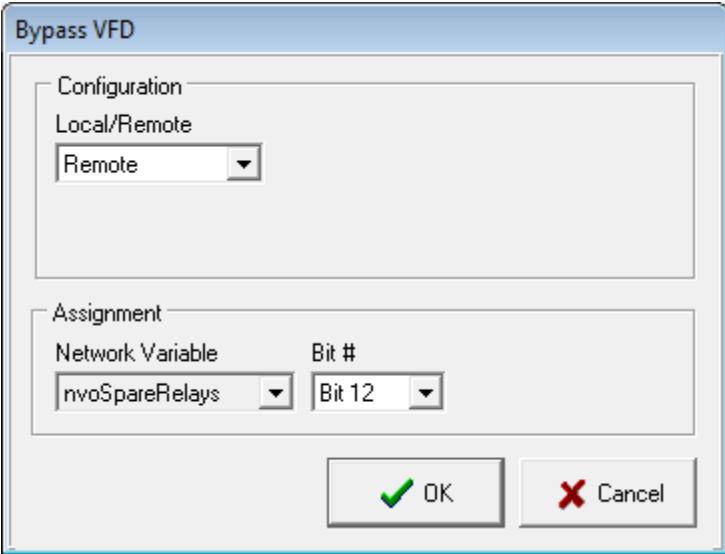 Bypass VFD
Configuration
Local/Remote
Remote
Assignment
Network Variable Bit #
nvoSpareRelays Bit 12
OK Cancel